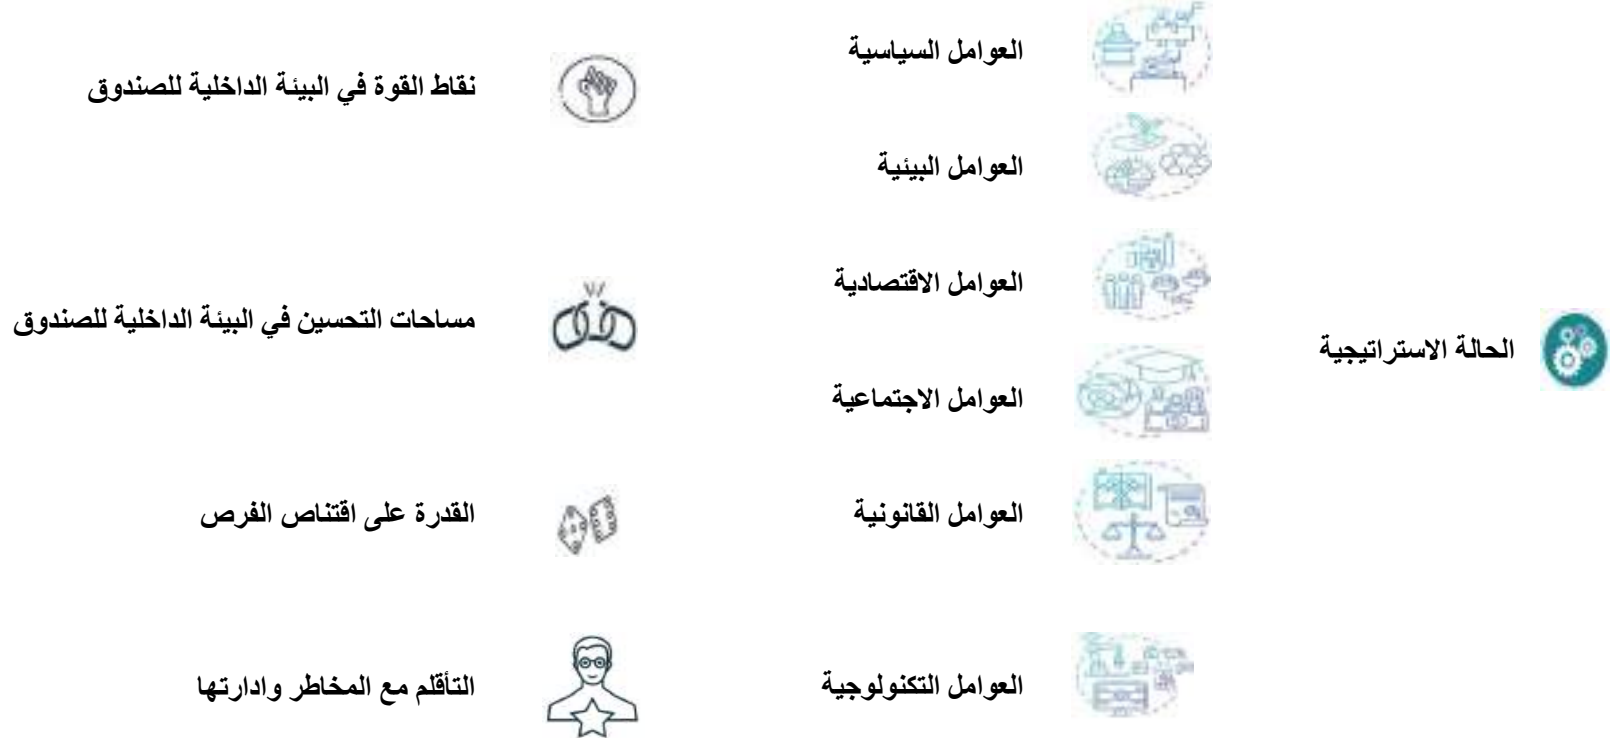 الحالة الاستراتيجية
العوامل السياسية
العوامل البيئية
العوامل الاقتصادية
العوامل الاجتماعية
العوامل القانونية
العوامل التكنولوجية
نقاط القوة في البيئة الداخلية للصندوق
مساحات التحسين في البيئة الداخلية للصندوق
القدرة على اقتناص الفرص
التأقلم مع المخاطر وادارتها